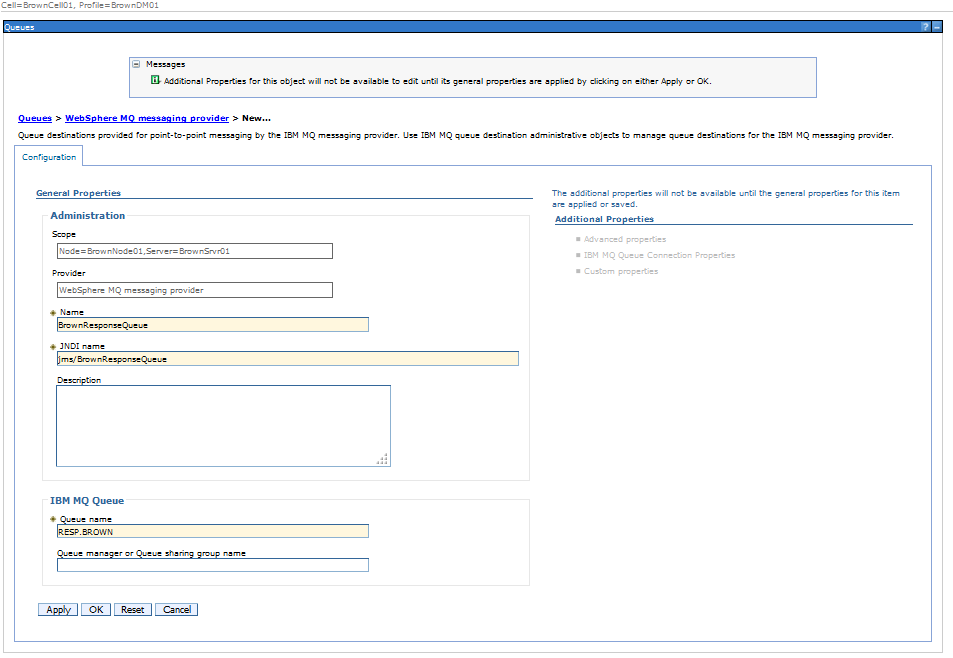 Cell=BrownCell01, Profile=BrownDM01
Queues
? –
Messages
Additional Properties for this object will not be available to edit until its general properties are applied by clicking on either Apply or OK.
Queues > WebSphere MQ messaging provider > New...
Queue destinations provided for point-to-point messaging by the IBM MQ messaging provider. Use IBM MQ queue destination administrative objects to manage queue destinations for the IBM MQ messaging provider.
Configuration
General Properties
Administration
Scope
Node=BrownNode01,Server=BrownSrvr01
Provider
WebSphere MQ messaging provider
Name
BrownResponseQueue
JNDI name
jms/BrownResponseQueue
Description
IBM MQ Queue
Queue name
RESP.BROWN
Queue manager or Queue sharing group name
Apply OK Reset Cancel
The additional properties will not be available until the general properties for this item
are applied or saved.
Additional Properties
Advanced properties
IBM MQ Queue Connection Properties
Custom properties